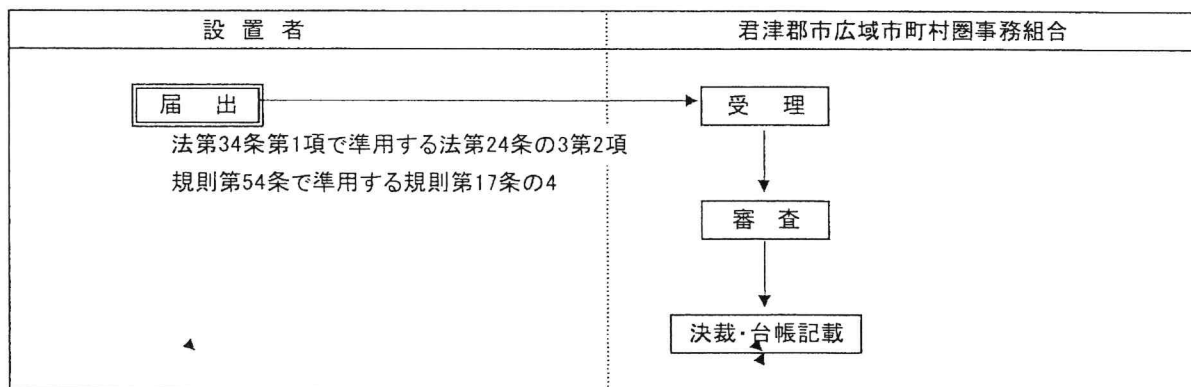 設置者
君津郡市広域市町村圏事務組合
届出
受理
法第34条第1項で準用する法第24条の3第2項
規則第54条で準用する規則第17条の4
審査
決裁・台帳記載